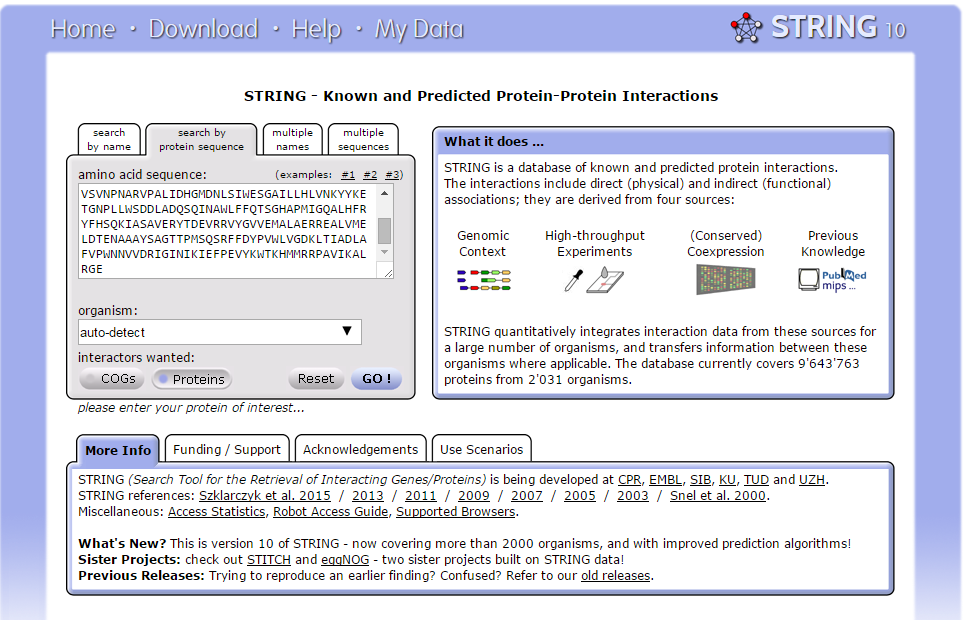 Home · Download · Help · My Data
STRING 10
STRING - Known and Predicted Protein-Protein Interactions
search by name
search by protein sequence
multiple names
multiple sequences
amino acid sequence: (examples: #1 #2 #3)
VSVNPNARVPALIDHGMDNLSIWESGAILLHLVNKYYKE
TGNPLLWSDDLADQSQINAWLFFQTSGHAPMIGQALHFR
YFHSQKIASAVERYTDEVRRVYGVVEMALAERREALVME
LDTENAAAYSAGTTPMSQSRFFDYPVWLVGDKLTIADLA
FVPWNNVVDRIGINIKIEFPEVYKWTKHMMRRPAVIKAL
RGE
organism:
auto-detect
interactors wanted:
COGs Proteins Reset GO !
please enter your protein of interest...
What it does ...
STRING is a database of known and predicted protein interactions.
The interactions include direct (physical) and indirect (functional)
associations; they are derived from four sources:
Genomic Context
High-throughput Experiments
(Conserved) Coexpression
Previous Knowledge
PubMed
mips ...
STRING quantitatively integrates interaction data from these sources for
a large number of organisms, and transfers information between these
organisms where applicable. The database currently covers 9'643'763
proteins from 2'031 organisms.
More Info
Funding / Support
Acknowledgements
Use Scenarios
STRING (Search Tool for the Retrieval of Interacting Genes/Proteins) is being developed at CPR, EMBL, SIB, KU, TUD and UZH.
STRING references: Szklarczyk et al. 2015 / 2013 / 2011 / 2009 / 2007 / 2005 / 2003 / Snel et al. 2000.
Miscellaneous: Access Statistics, Robot Access Guide, Supported Browsers.
What's New? This is version 10 of STRING - now covering more than 2000 organisms, and with improved prediction algorithms!
Sister Projects: check out STITCH and eggNOG - two sister projects built on STRING data!
Previous Releases: Trying to reproduce an earlier finding? Confused? Refer to our old releases.